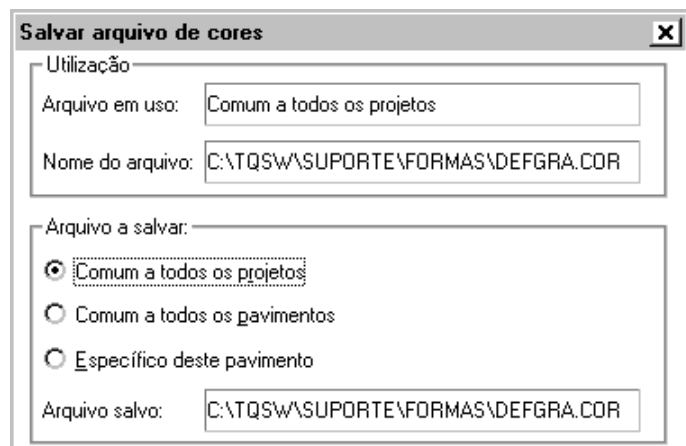 Salvar arquivo de cores
Utilização
Arquivo em uso: Comum a todos os projetos
Nome do arquivo: C:\TQSW\SUPORTE\FORMAS\DEFGRA.COR
Arquivo a salvar:
Comum a todos os projetos
Comum a todos os pavimentos
Específico deste pavimento
Arquivo salvo: C:\TQSW\SUPORTE\FORMAS\DEFGRA.COR